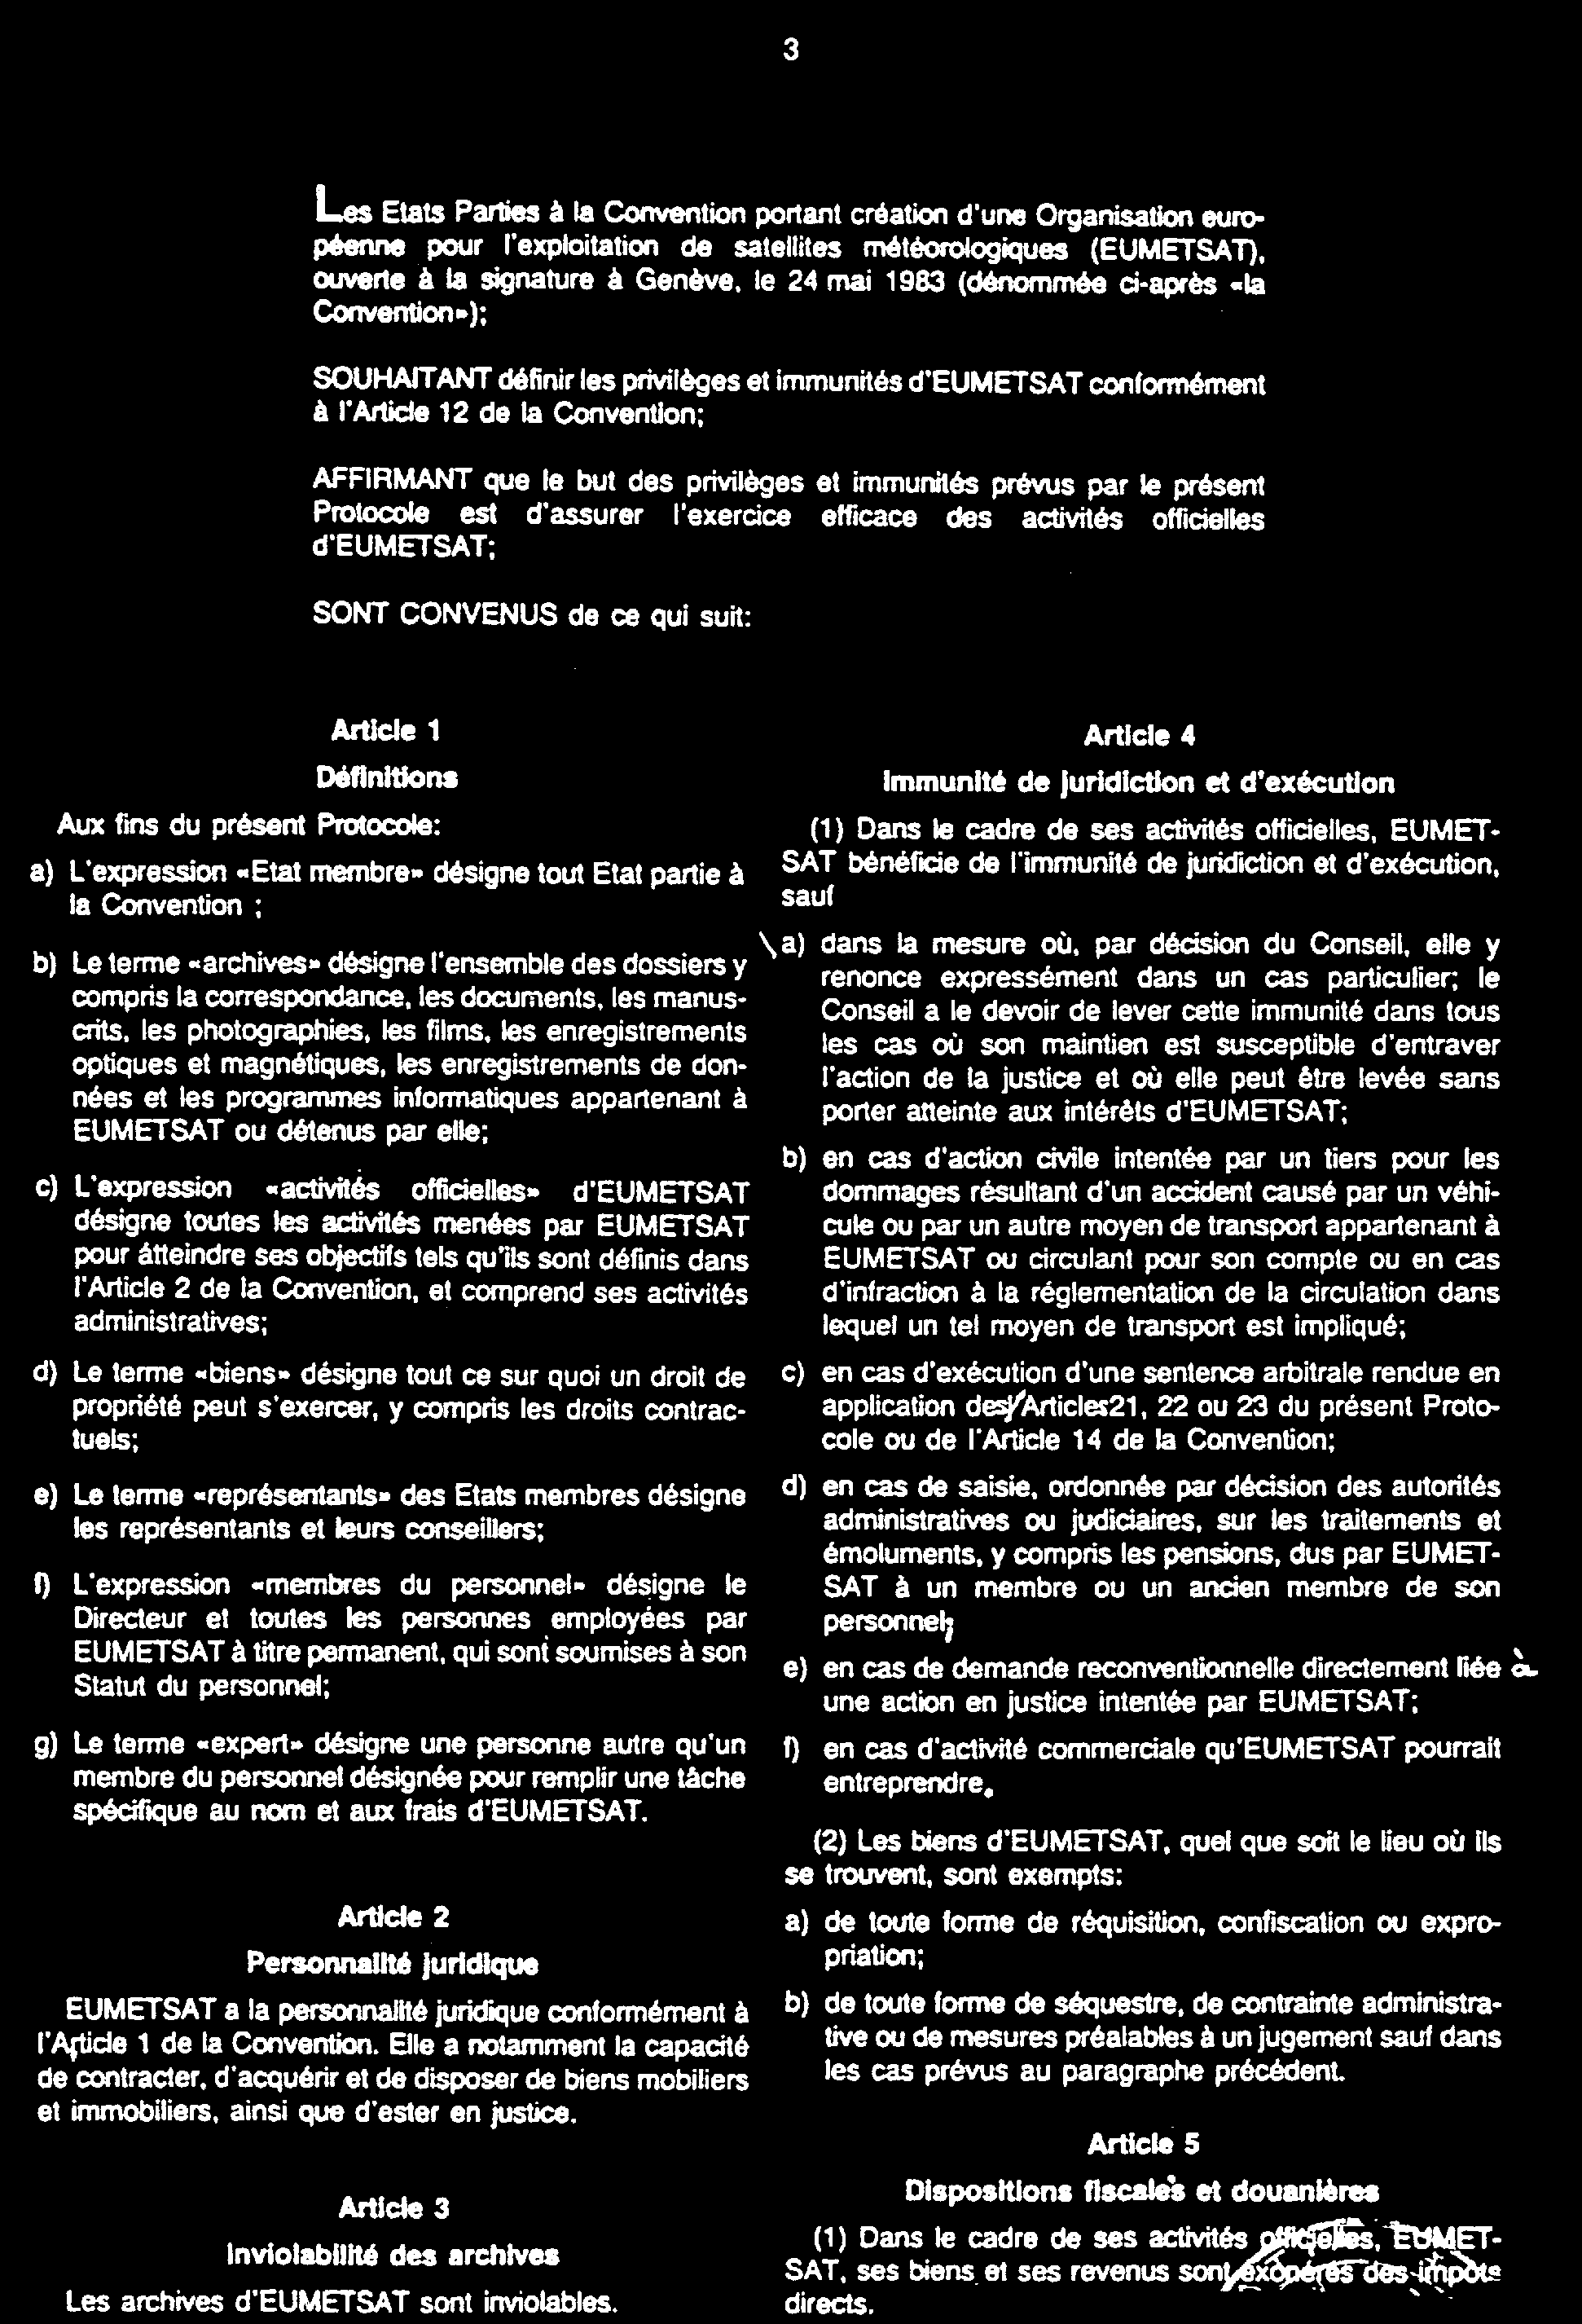 3
Les Etats Parties à la Convention portant création d'une Organisation euro-
péenne pour l'exploitation de satellites météorologiques (EUMETSAT),
ouverte à la signature à Genève, le 24 mai 1983 (dénommée ci-après «la
Convention»);
SOUHAITANT définir les privilèges et immunités d'EUMETSAT conformément
à l'Article 12 de la Convention;
AFFIRMANT que le but des privilèges et immunités prévus par le présent
Protocole est d'assurer l'exercice efficace des activités officielles
d'EUMETSAT;
SONT CONVENUS de ce qui suit:
Article 1
Définitions
Aux fins du présent Protocole:
a) L'expression «Etat membre» désigne tout Etat partie à
la Convention ;
b) Le terme «archives» désigne l'ensemble des dossiers y
compris la correspondance, les documents, les manus-
crits, les photographies, les films, les enregistrements
optiques et magnétiques, les enregistrements de don-
nées et les programmes informatiques appartenant à
EUMETSAT ou détenus par elle;
c) L'expression «activités officielles» d'EUMETSAT
désigne toutes les activités menées par EUMETSAT
pour átteindre ses objectifs tels qu'ils sont définis dans
l'Article 2 de la Convention, et comprend ses activités
administratives;
d) Le terme «biens» désigne tout ce sur quoi un droit de
propriété peut s'exercer, y compris les droits contrac-
tuels;
e) Le terme «représentants» des Etats membres désigne
les représentants et leurs conseillers;
f) L'expression «membres du personnel» désigne le
Directeur et toutes les personnes employées par
EUMETSAT à titre permanent, qui sont soumises à son
Statut du personnel;
g) Le terme «expert» désigne une personne autre qu'un
membre du personnel désignée pour remplir une tâche
spécifique au nom et aux frais d'EUMETSAT.
Article 2
Personnalité juridique
EUMETSAT a la personnalité juridique conformément à
l'Article 1 de la Convention. Elle a notamment la capacité
de contracter, d'acquérir et de disposer de biens mobiliers
et immobiliers, ainsi que d'ester en justice.
Article 3
Inviolabilité des archives
Les archives d'EUMETSAT sont inviolables.
Article 4
Immunité de juridiction et d'exécution
(1) Dans le cadre de ses activités officielles, EUMET-
SAT bénéficie de l'immunité de juridiction et d'exécution,
sauf
a) dans la mesure où, par décision du Conseil, elle y
renonce expressément dans un cas particulier; le
Conseil a le devoir de lever cette immunité dans tous
les cas où son maintien est susceptible d'entraver
l'action de la justice et où elle peut être levée sans
porter atteinte aux intérêts d'EUMETSAT;
b) en cas d'action civile intentée par un tiers pour les
dommages résultant d'un accident causé par un véhi-
cule ou par un autre moyen de transport appartenant à
EUMETSAT ou circulant pour son compte ou en cas
d'infraction à la réglementation de la circulation dans
lequel un tel moyen de transport est impliqué;
c) en cas d'exécution d'une sentence arbitrale rendue en
application des Articles21, 22 ou 23 du présent Proto-
cole ou de l'Article 14 de la Convention;
d) en cas de saisie, ordonnée par décision des autorités
administratives ou judiciaires, sur les traitements et
émoluments, y compris les pensions, dus par EUMET-
SAT à un membre ou un ancien membre de son
personnel;
e) en cas de demande reconventionnelle directement liée à
une action en justice intentée par EUMETSAT;
f) en cas d'activité commerciale qu'EUMETSAT pourrait
entreprendre.
(2) Les biens d'EUMETSAT, quel que soit le lieu où ils
se trouvent, sont exempts:
a) de toute forme de réquisition, confiscation ou expro-
priation;
b) de toute forme de séquestre, de contrainte administra-
tive ou de mesures préalables à un jugement sauf dans
les cas prévus au paragraphe précédent.
Article 5
Dispositions fiscales et douanières
(1) Dans le cadre de ses activités officielles, EUMET-
SAT, ses biens et ses revenus sont exonérés des impôts
directs.